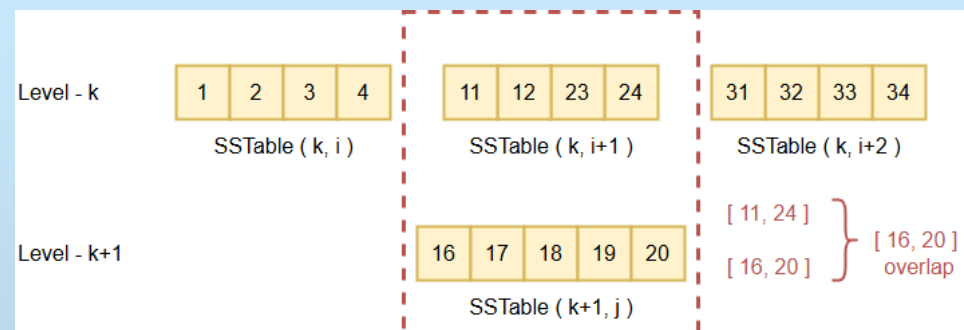 Level - k
1 2 3 4
11 12 23 24
31 32 33 34
SSTable ( k, i )
SSTable ( k, i+1 )
SSTable ( k, i+2 )
[ 11, 24 ]
[ 16, 20 ]
[ 16, 20 ]
overlap
Level - k+1
16 17 18 19 20
SSTable ( k+1, j )